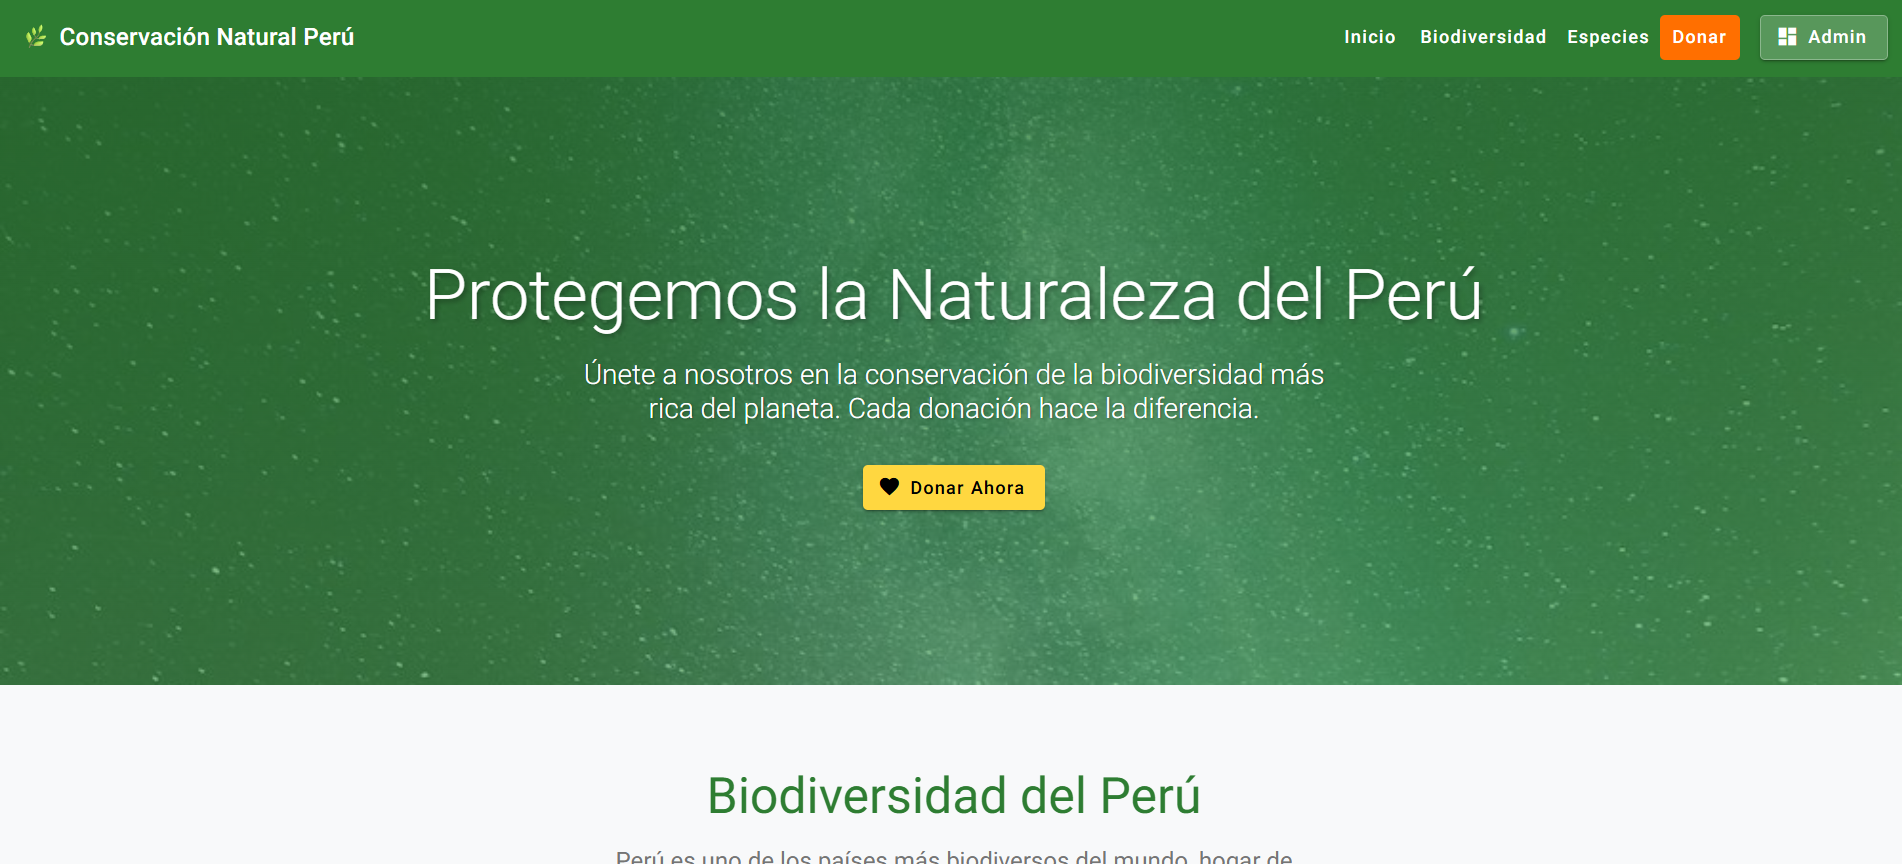 Conservación Natural Perú
Inicio
Biodiversidad
Especies
Donar
Admin
Protegemos la Naturaleza del Perú
Únete a nosotros en la conservación de la biodiversidad más
rica del planeta. Cada donación hace la diferencia.
Donar Ahora
Biodiversidad del Perú
Perú es uno de los países más biodiversos del mundo, hogar de